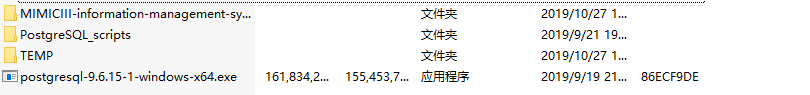 MIMICIII-information-management-sy... 文件夹 2019/10/27 1...
PostgreSQL_scripts 文件夹 2019/9/21 19...
TEMP 文件夹 2019/10/27 1...
postgresql-9.6.15-1-windows-x64.exe 161,834,2... 155,453,7... 应用程序 2019/9/19 21... 86ECF9DE